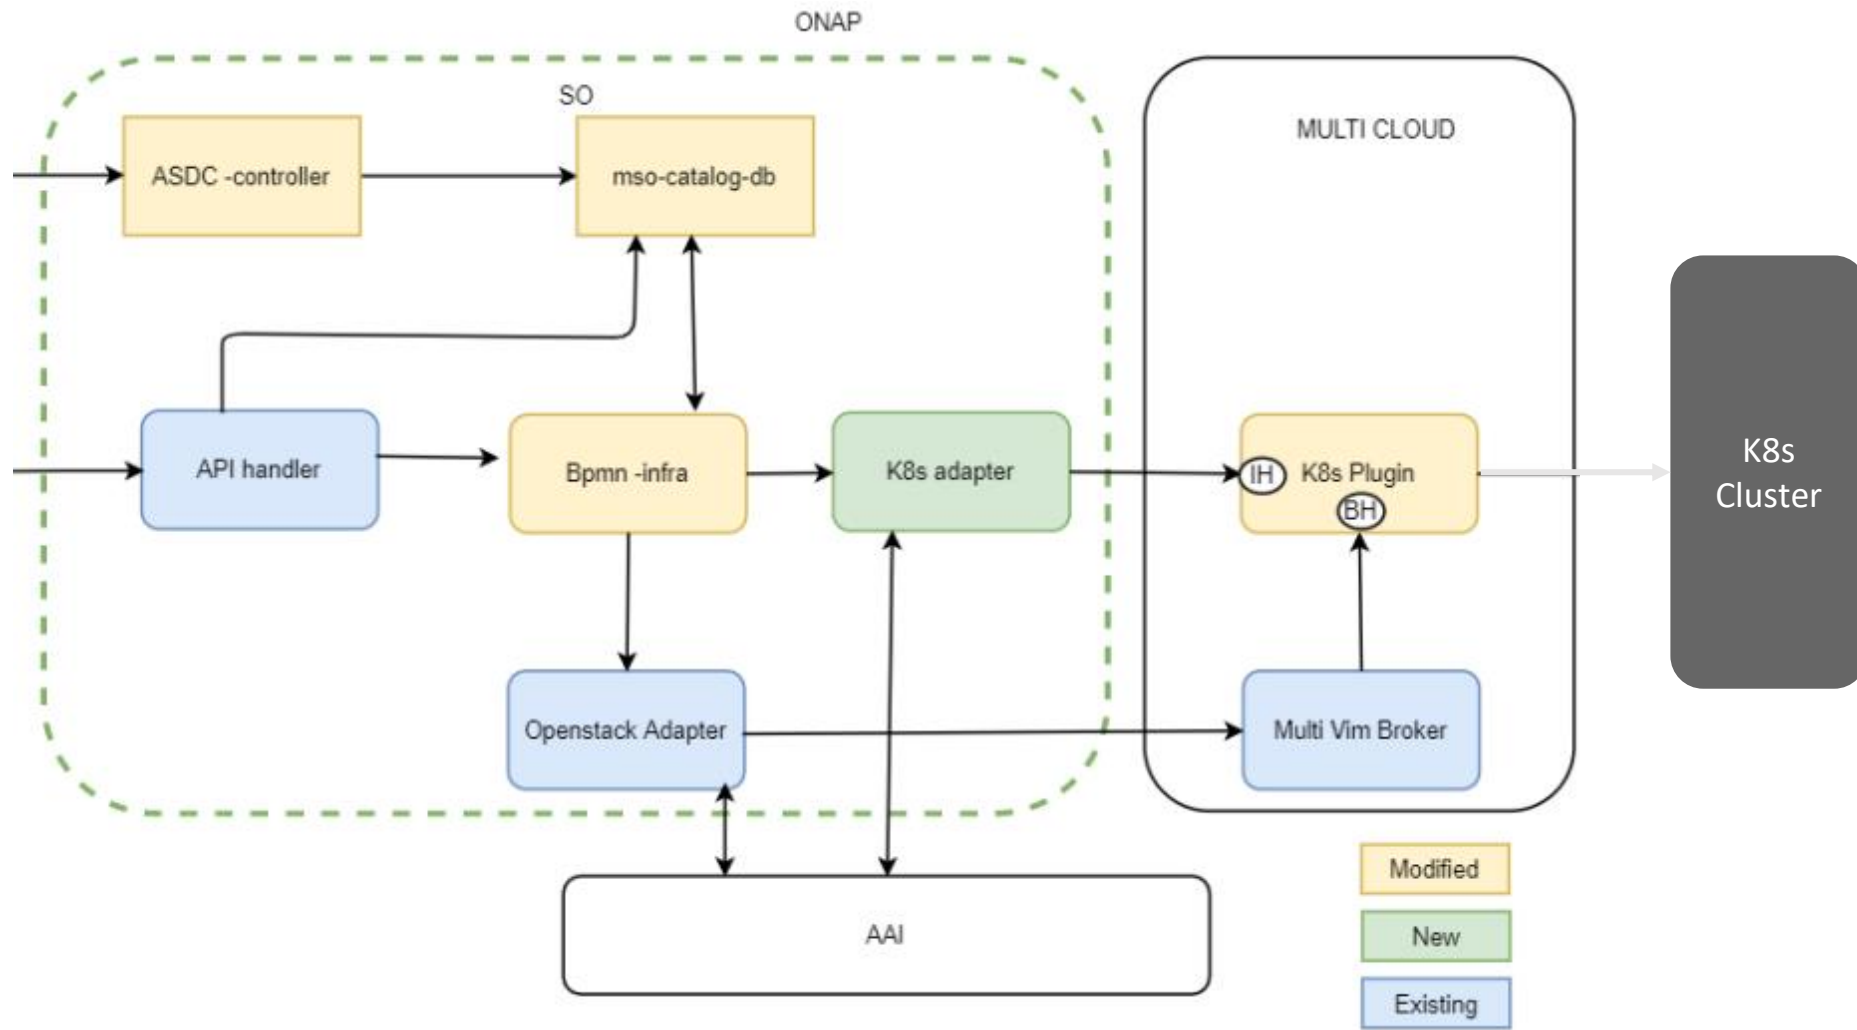 ONAP
SO
MULTI CLOUD
ASDC -controller
mso-catalog-db
API handler
Bpmn -infra
K8s adapter
IH
K8s Plugin
BH
K8s
Cluster
Openstack Adapter
Multi Vim Broker
AAI
Modified
New
Existing